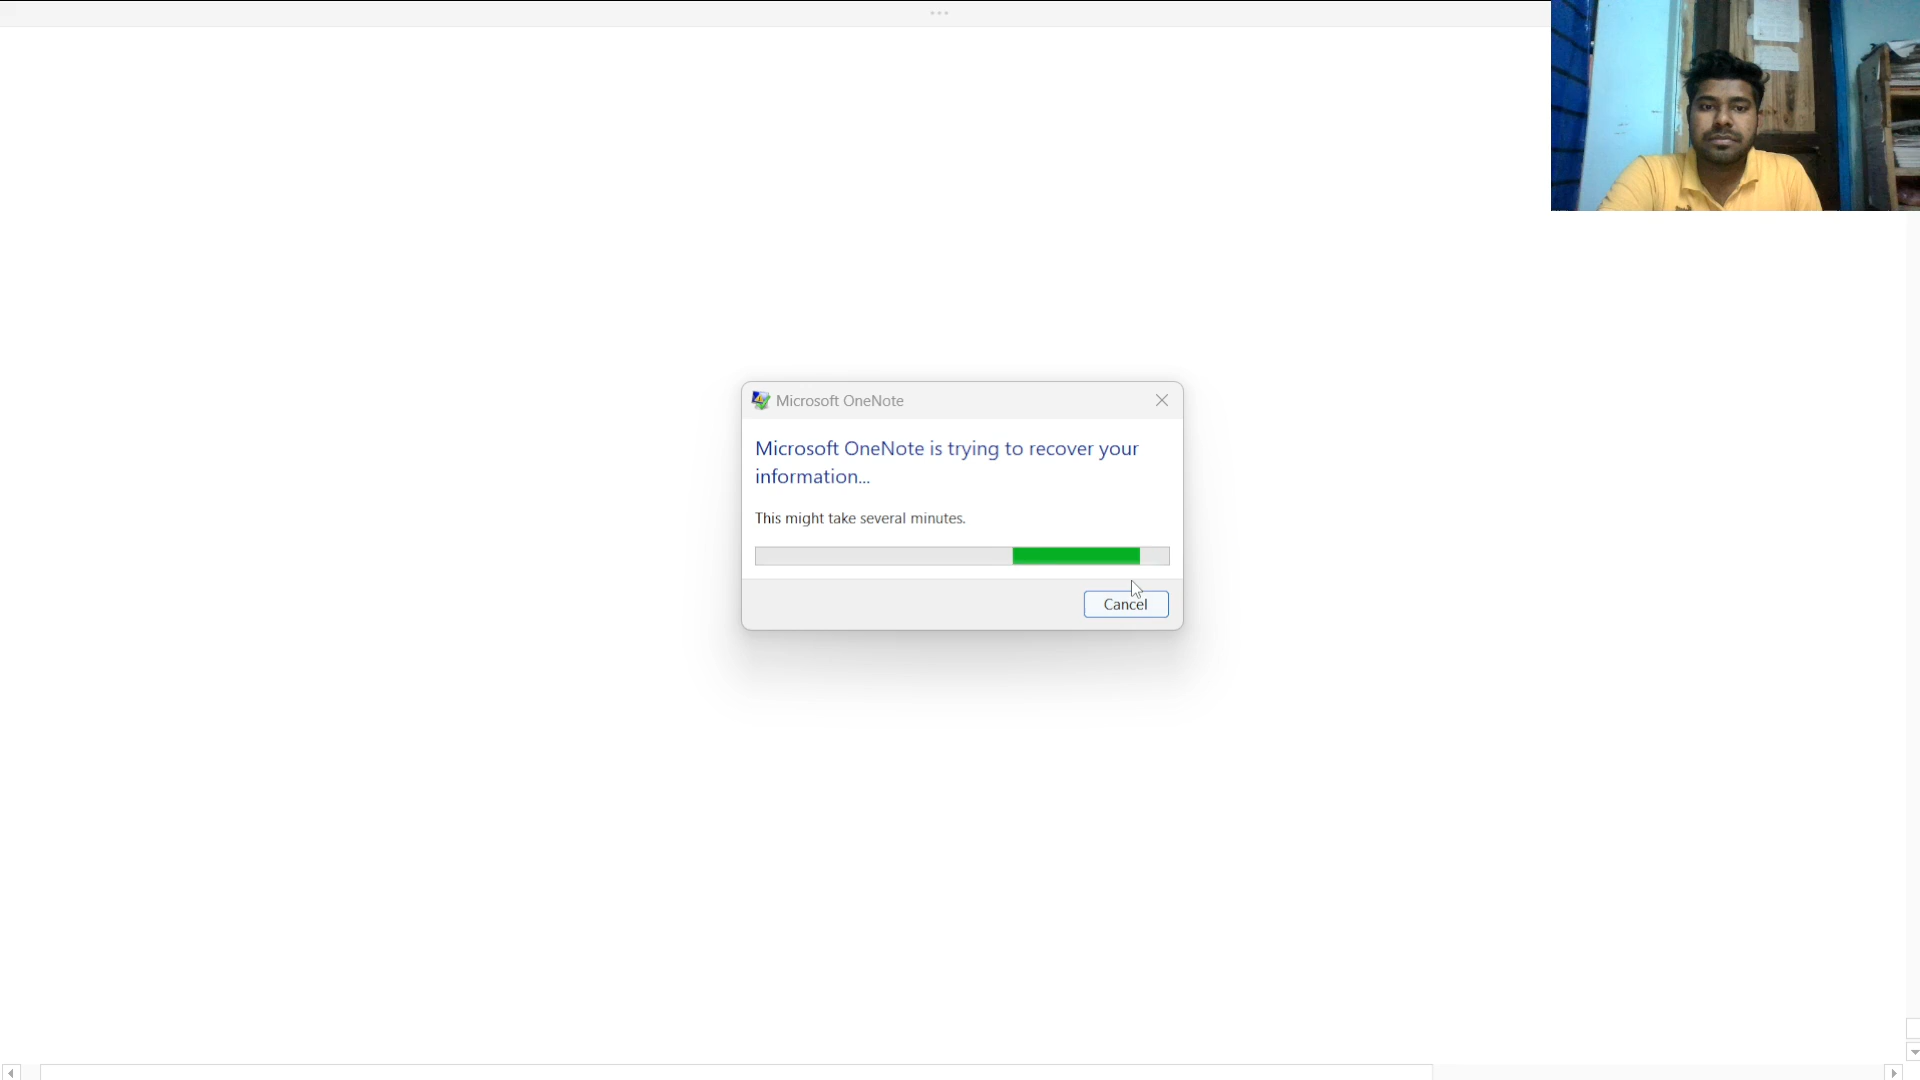 Microsoft OneNote
Microsoft OneNote is trying to recover your
information...
This might take several minutes.
Cancel